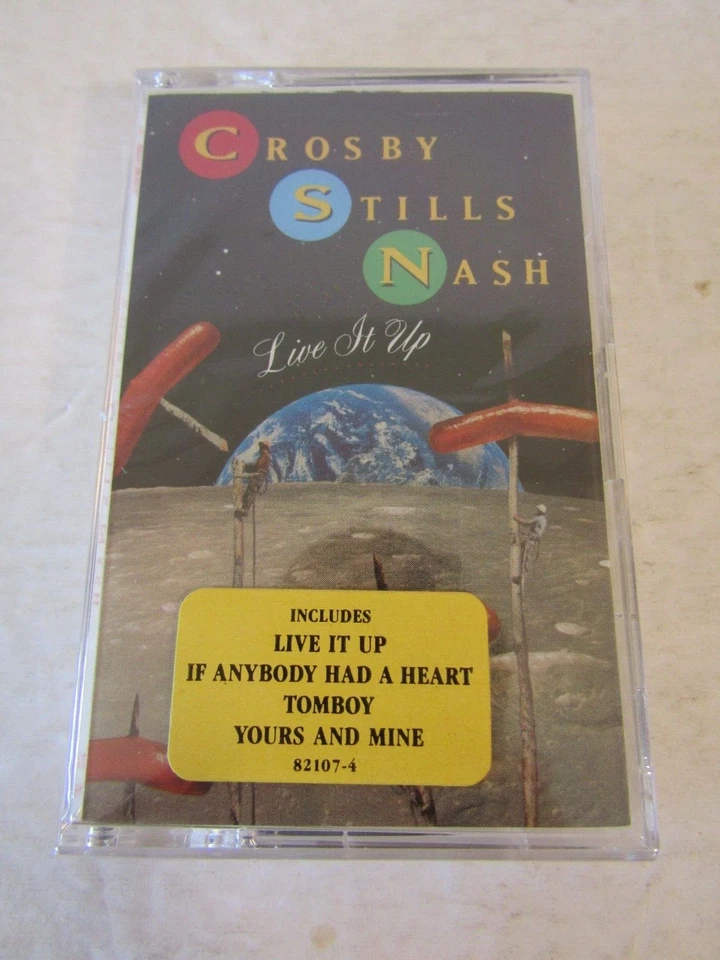 CROSBY
STILLS
NASH
Live It Up
INCLUDES
LIVE IT UP
IF ANYBODY HAD A HEART
TOMBOY
YOURS AND MINE
82107-4